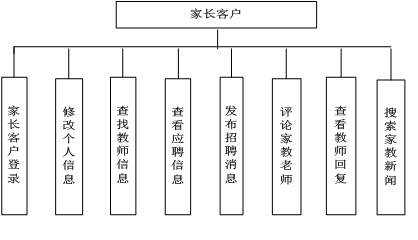 家长客户
家长客户登录
修改个人信息
查找教师信息
查看应聘信息
发布招聘消息
评论家教老师
查看教师回复
搜索家教新闻